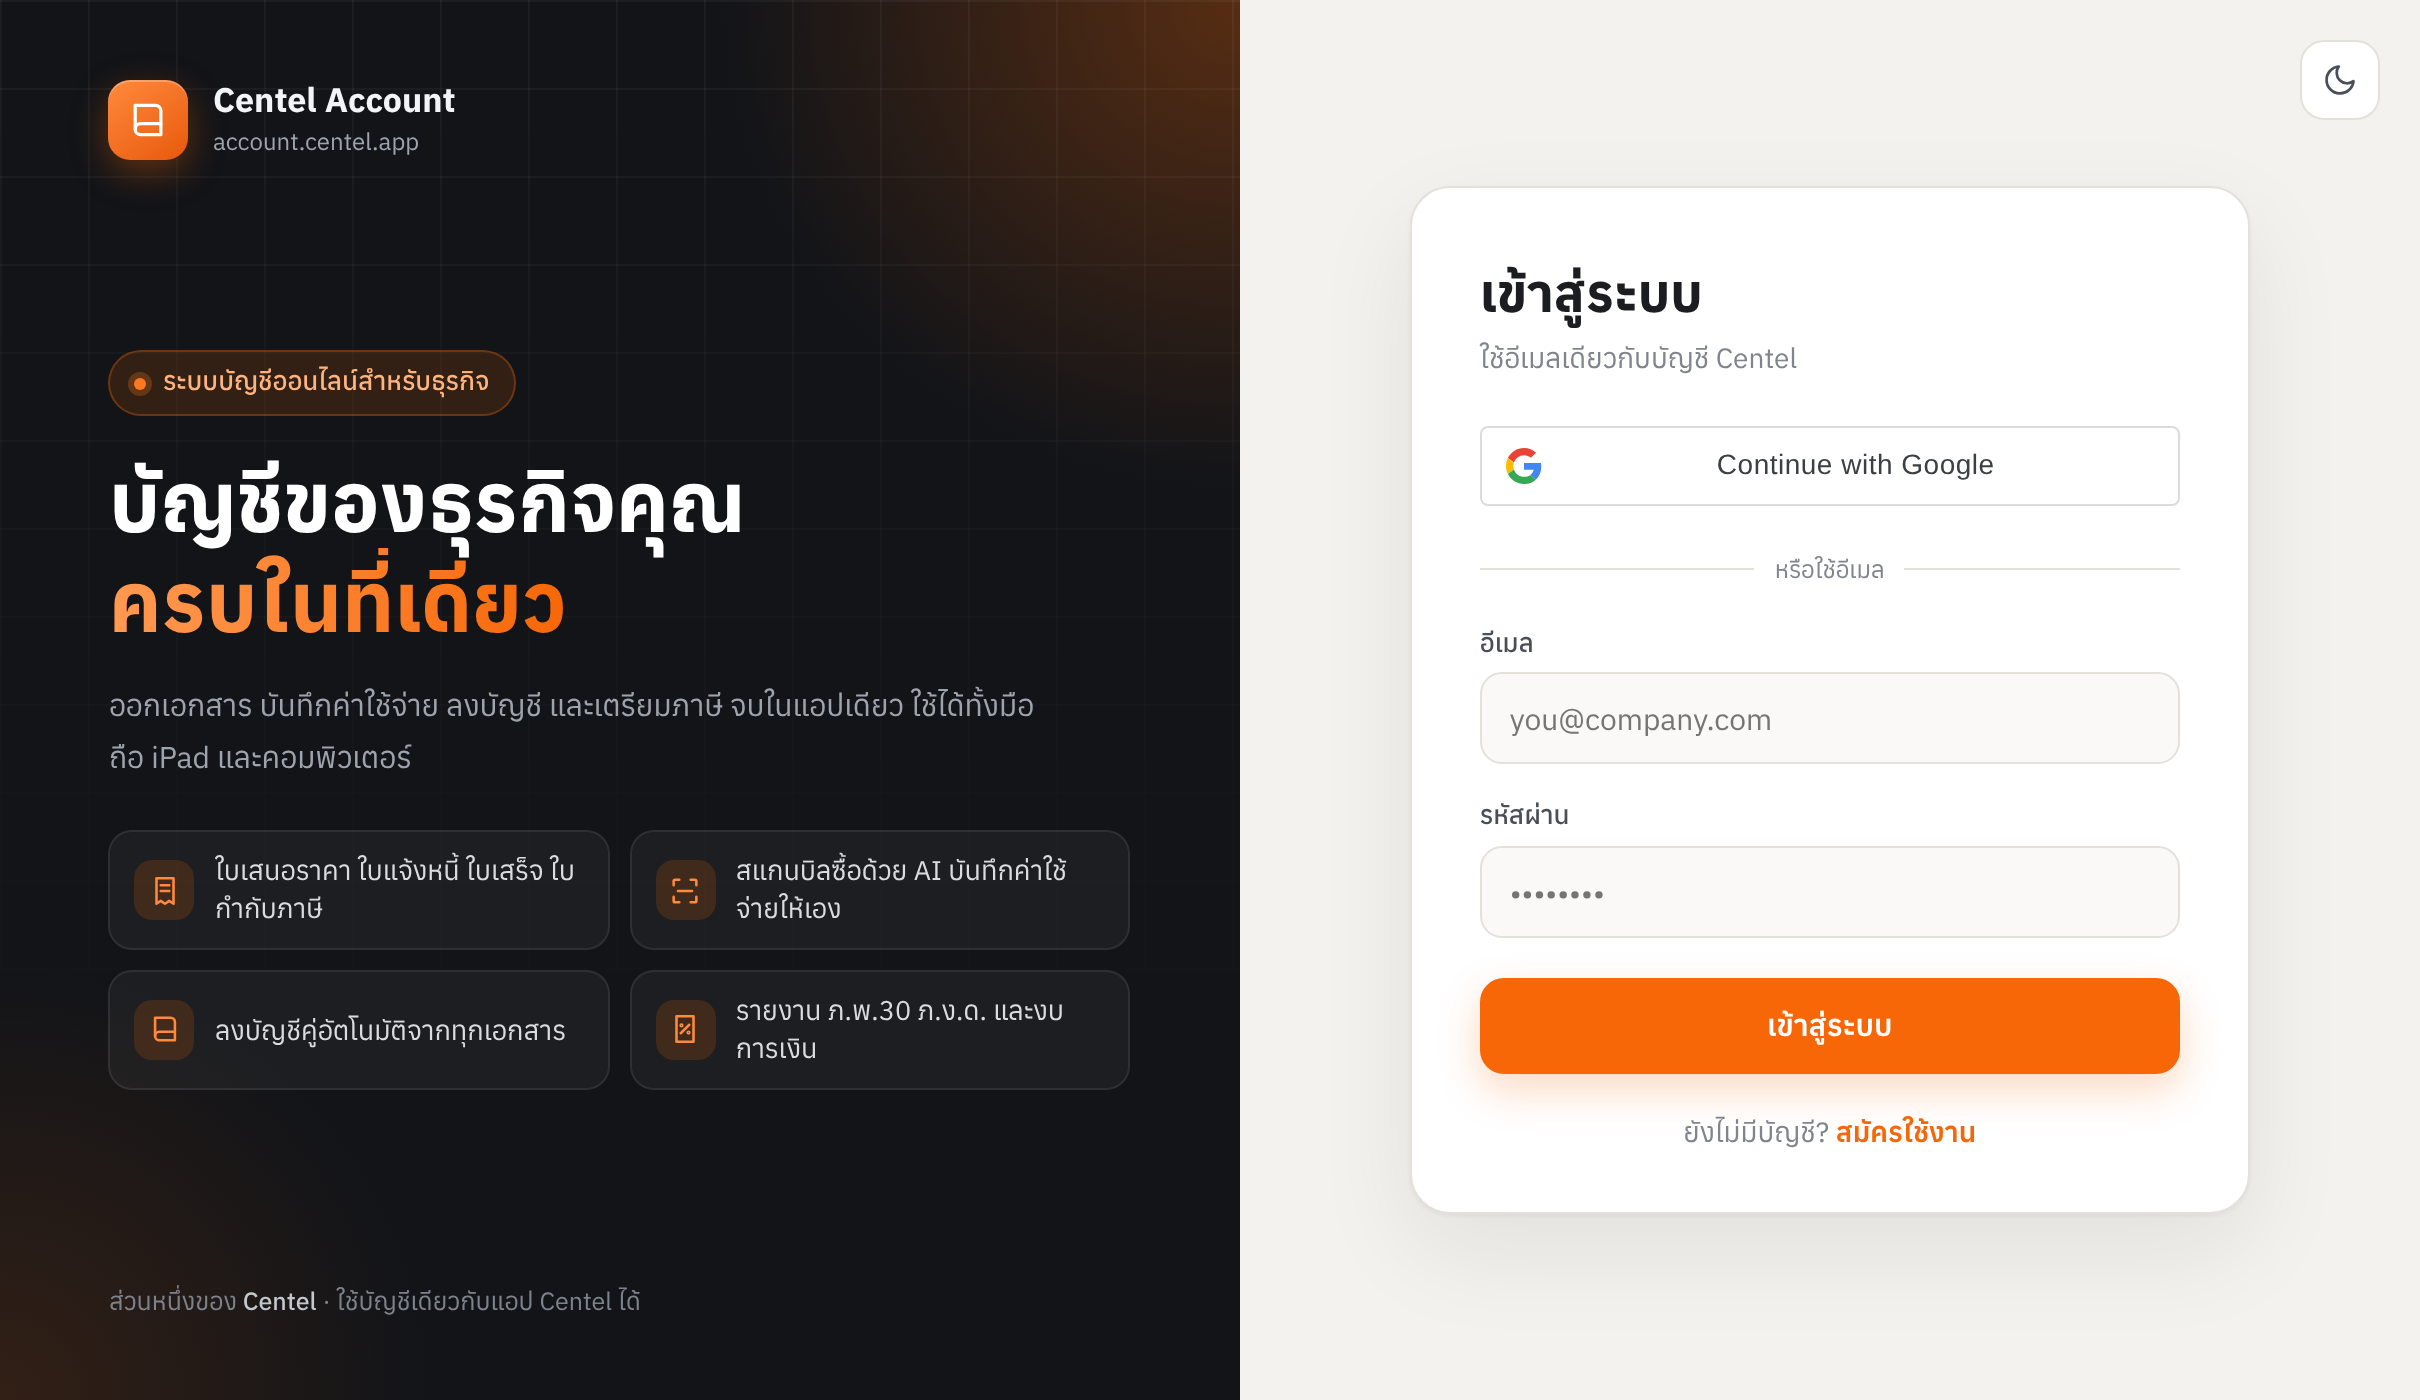 Centel Account
account.centel.app
ระบบบัญชีออนไลน์สำหรับธุรกิจ
บัญชีของธุรกิจคุณ
ครบในที่เดียว
ออกเอกสาร บันทึกค่าใช้จ่าย ลงบัญชี และเตรียมภาษี จบในแอปเดียว ใช้ได้ทั้งมือ
ถือ iPad และคอมพิวเตอร์
ใบเสนอราคา ใบแจ้งหนี้ ใบเสร็จ ใบ
กำกับภาษี
สแกนบิลซื้อด้วย AI บันทึกค่าใช้
จ่ายให้เอง
ลงบัญชีคู่อัตโนมัติจากทุกเอกสาร
รายงาน ภ.พ.30 ภ.ง.ด. และงบ
การเงิน
ส่วนหนึ่งของ Centel · ใช้บัญชีเดียวกับแอป Centel ได้
เข้าสู่ระบบ
ใช้อีเมลเดียวกับบัญชี Centel
Continue with Google
หรือใช้อีเมล
อีเมล
you@company.com
รหัสผ่าน
••••••••
เข้าสู่ระบบ
ยังไม่มีบัญชี? สมัครใช้งาน